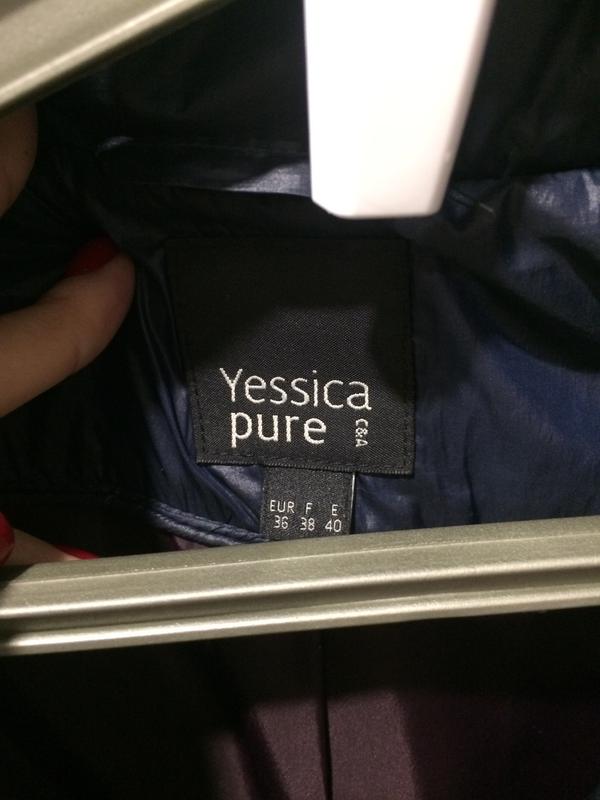 Yessica
pure C&A
EUR F E
36 38 40